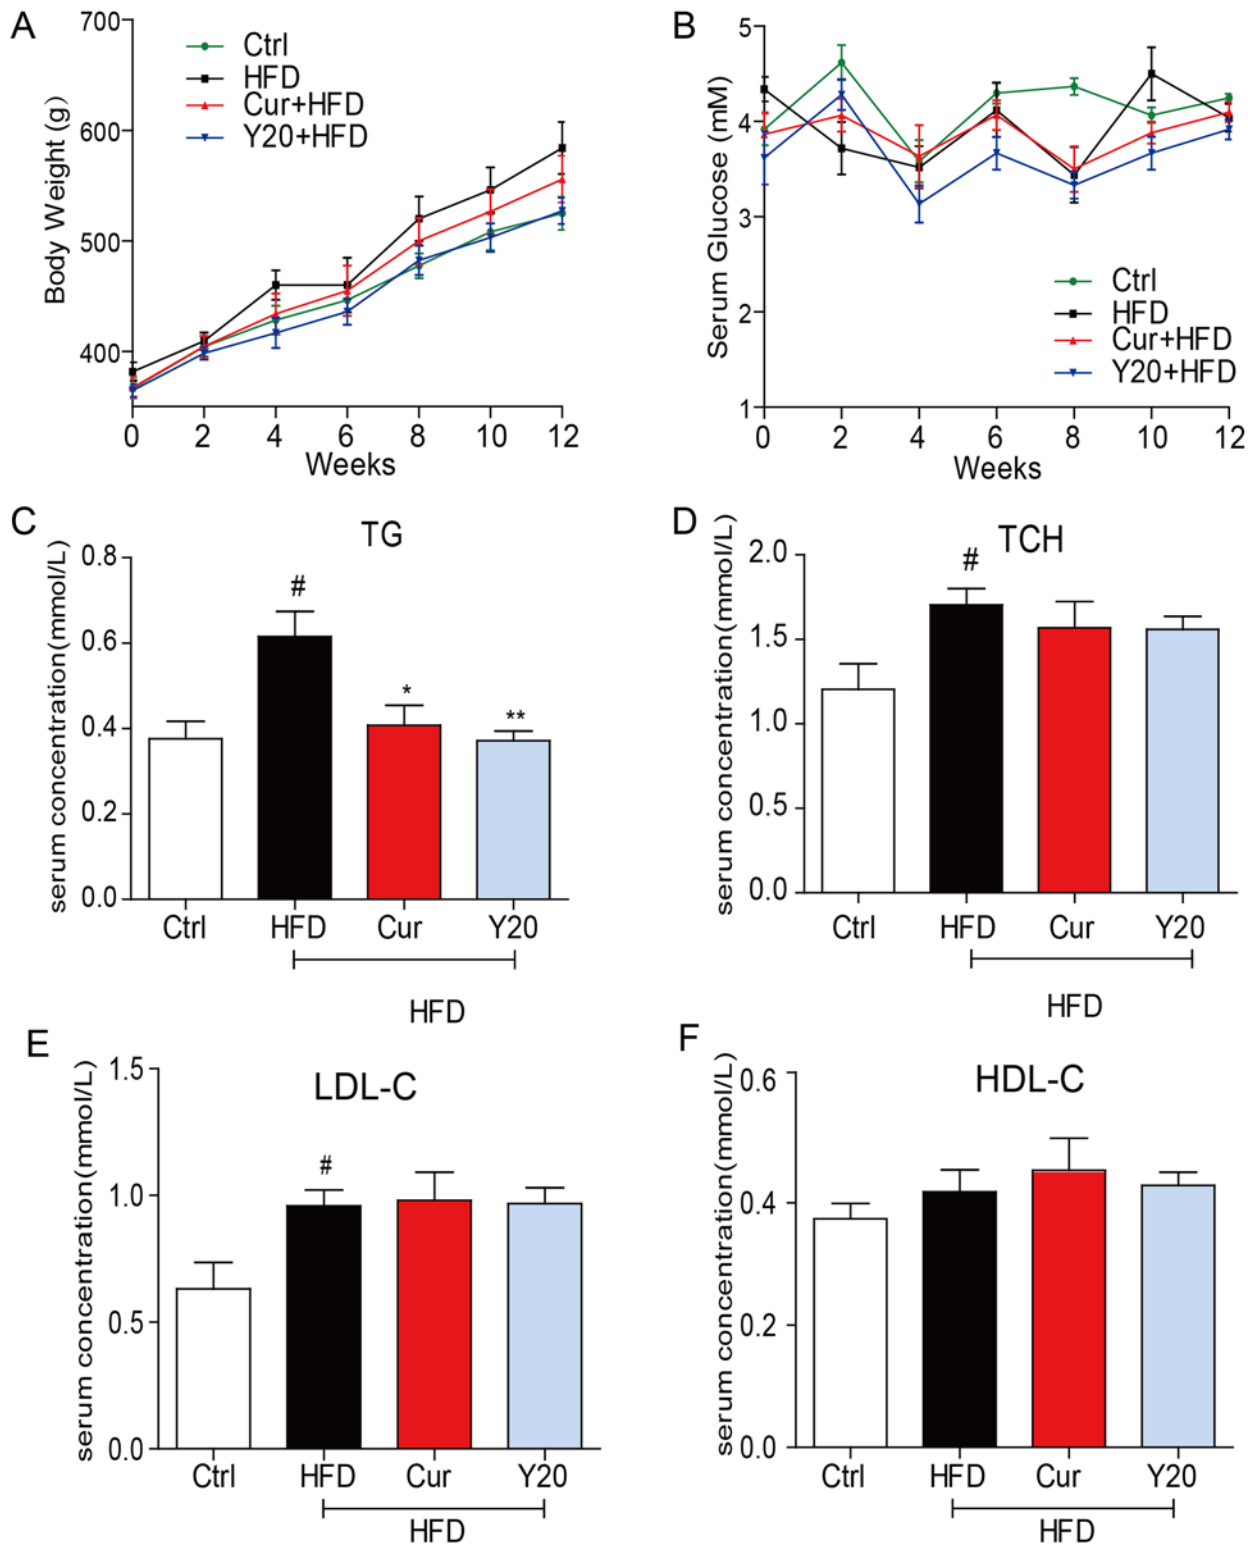 A
700
600
500
400
Body Weight (g)
Ctrl
HFD
Cur+HFD
Y20+HFD
0 2 4 6 8 10 12
Weeks
B
5
4
3
2
1
Serum Glucose (mM)
Ctrl
HFD
Cur+HFD
Y20+HFD
0 2 4 6 8 10 12
Weeks
C
TG
serum concentration(mmol/L)
0.8
0.6
0.4
0.2
0.0
#
*
**
Ctrl HFD Cur Y20
HFD
D
TCH
serum concentration(mmol/L)
2.0
1.5
1.0
0.5
0.0
#
Ctrl HFD Cur Y20
HFD
E
LDL-C
serum concentration(mmol/L)
1.5
1.0
0.5
0.0
#
Ctrl HFD Cur Y20
HFD
F
HDL-C
serum concentration(mmol/L)
0.6
0.4
0.2
0.0
Ctrl HFD Cur Y20
HFD